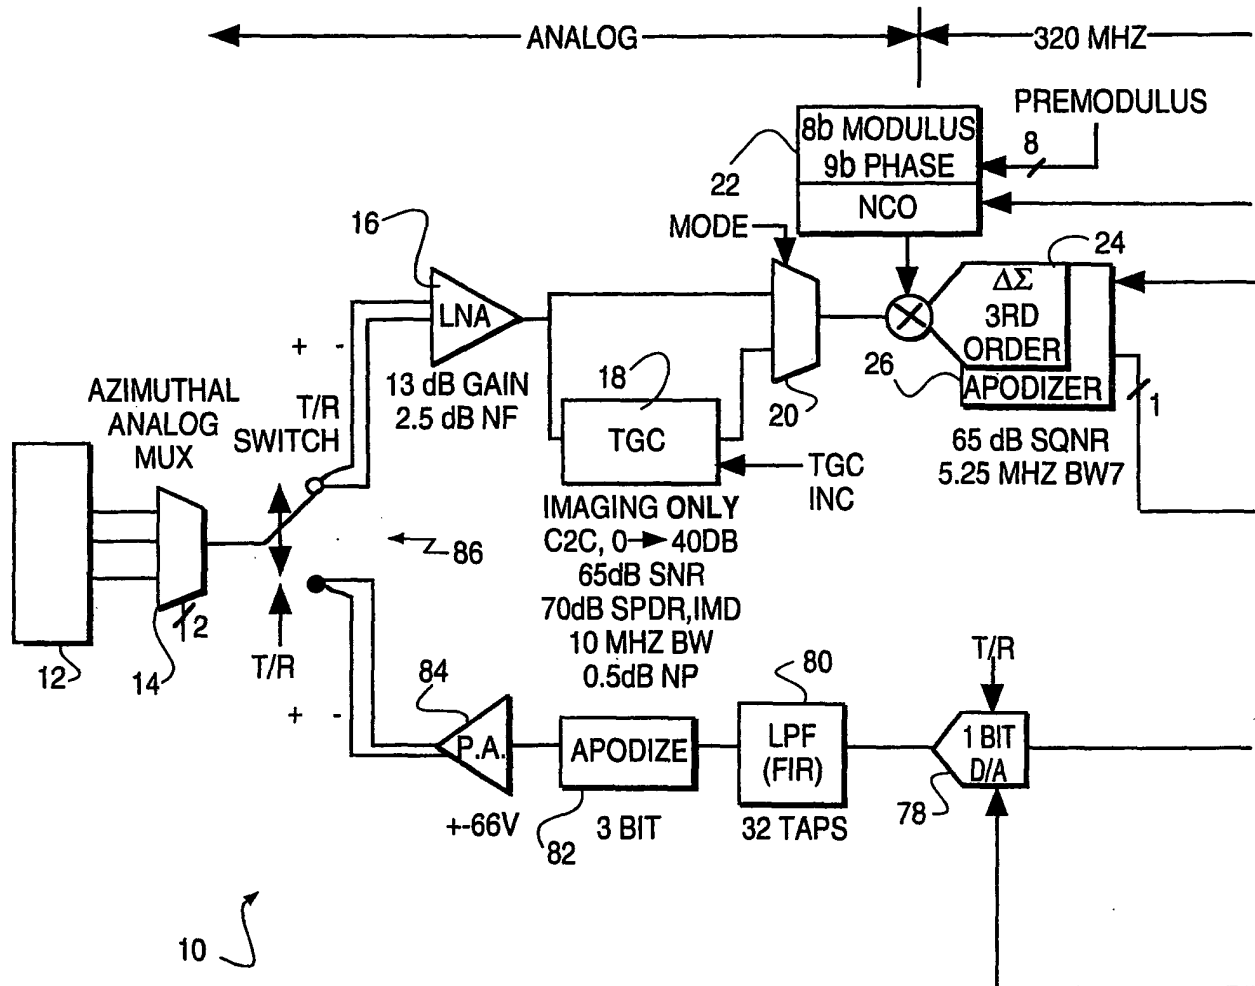 ANALOG
320 MHZ
PREMODULUS
8b MODULUS
9b PHASE
8
22
NCO
MODE
16
24
LNA
ΔΣ
3RD
ORDER
+ -
13 dB GAIN
2.5 dB NF
18
26
APODIZER
1
AZIMUTHAL
ANALOG
MUX
T/R
SWITCH
TGC
20
65 dB SQNR
5.25 MHZ BW7
TGC
INC
IMAGING ONLY
C2C, 0→ 40DB
65dB SNR
70dB SPDR,IMD
10 MHZ BW
0.5dB NP
86
2
12
14
T/R
84
80
T/R
+ -
P.A.
APODIZE
LPF
(FIR)
1 BIT
D/A
78
+-66V
82
3 BIT
32 TAPS
10